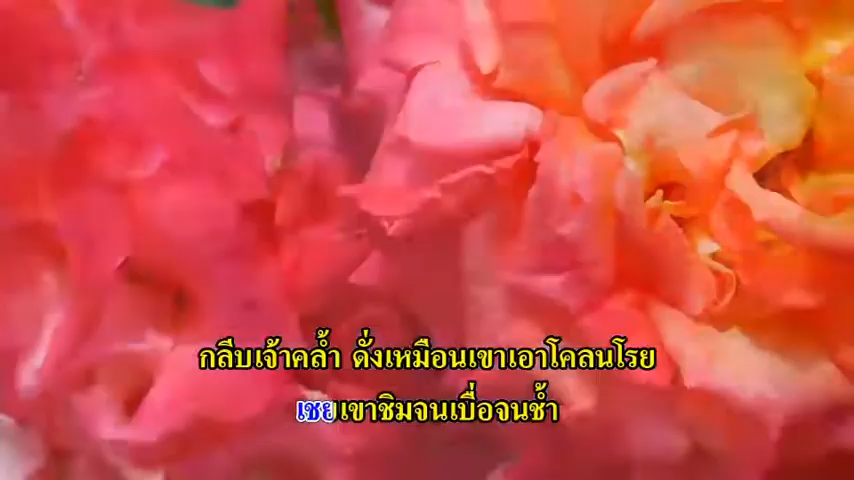 กลีบเจ้าคล้ำ ดั่งเหมือนเขาเอาโคลนโรย
เชยเขาชิมจนเบื่อจนช้ำ